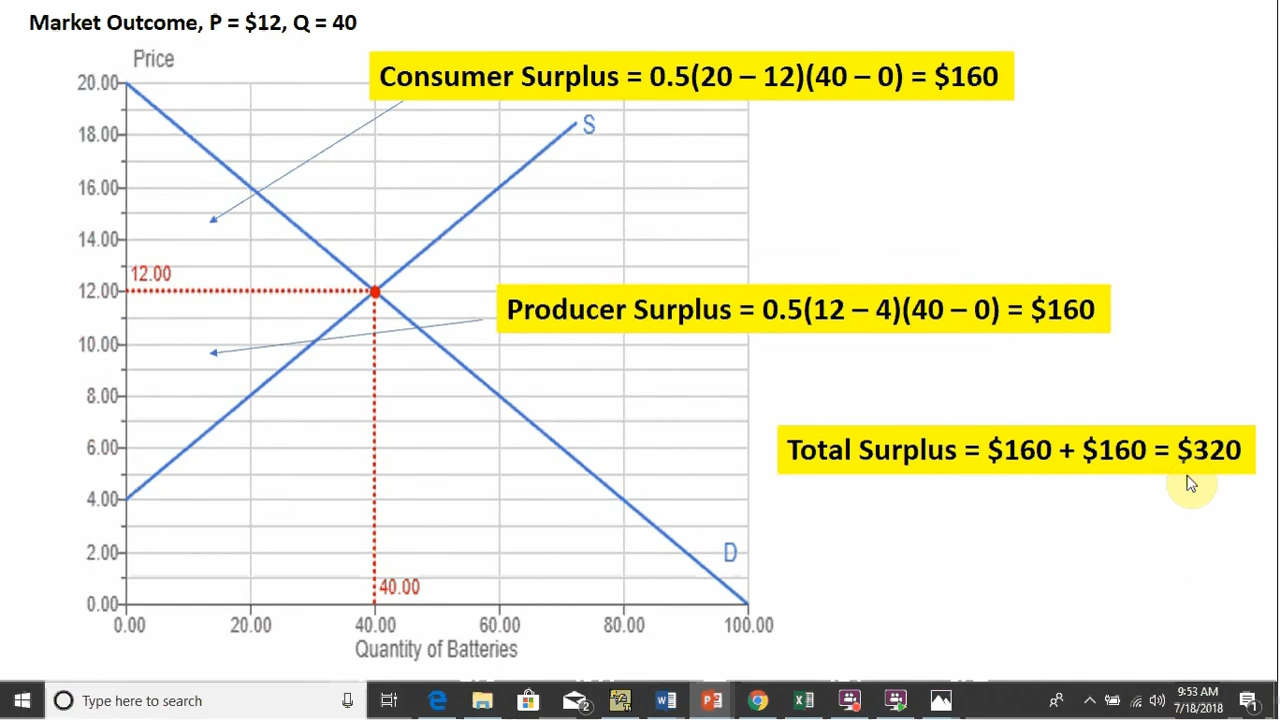 Market Outcome, P = $12, Q = 40
Price
Consumer Surplus = 0.5(20 – 12)(40 – 0) = $160
20.00
18.00
S
16.00
14.00
12.00
12.00
Producer Surplus = 0.5(12 – 4)(40 – 0) = $160
10.00
8.00
6.00
Total Surplus = $160 + $160 = $320
4.00
2.00
D
40.00
0.00
0.00 20.00 40.00 60.00 80.00 100.00
Quantity of Batteries
Type here to search
2
9:53 AM
7/18/2018
1